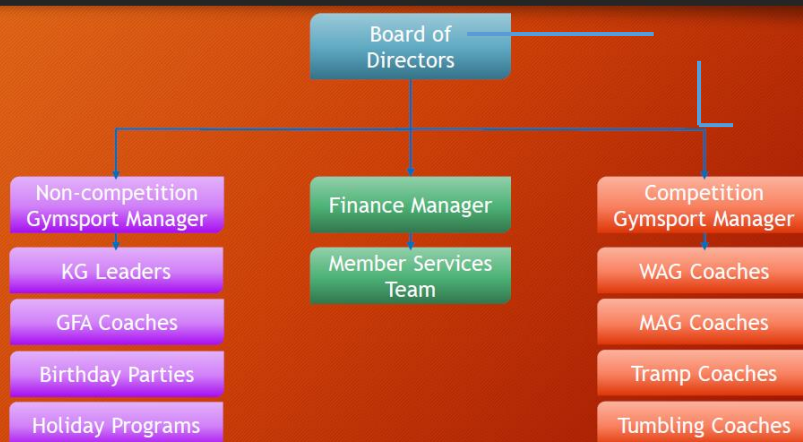 Board of
Directors
Non-competition
Gymsport Manager
Finance Manager
Competition
Gymsport Manager
KG Leaders
Member Services
Team
WAG Coaches
GFA Coaches
MAG Coaches
Birthday Parties
Tramp Coaches
Holiday Programs
Tumbling Coaches